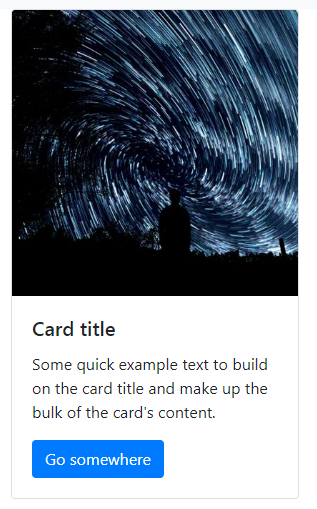 Card title
Some quick example text to build
on the card title and make up the
bulk of the card's content.
Go somewhere